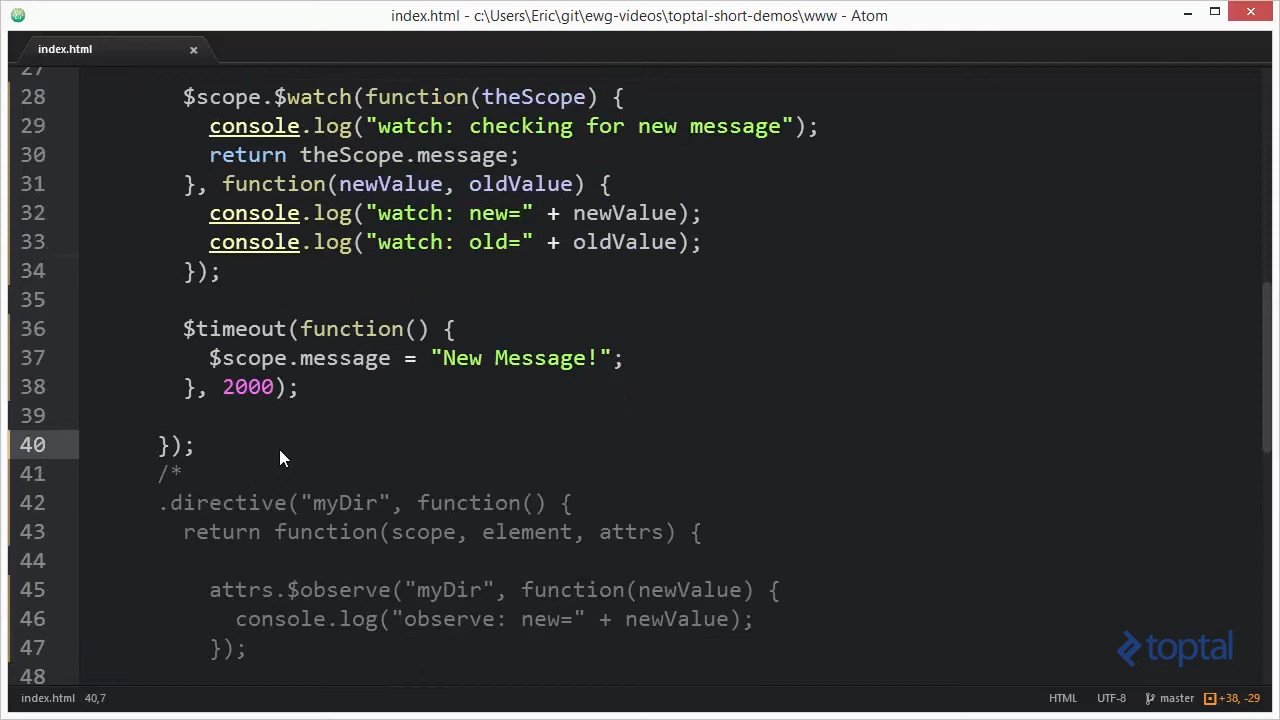 index.html - c:\Users\Eric\git\ewg-videos\toptal-short-demos\www - Atom
index.html
27
28 $scope.$watch(function(theScope) {
29 console.log("watch: checking for new message");
30 return theScope.message;
31 }, function(newValue, oldValue) {
32 console.log("watch: new=" + newValue);
33 console.log("watch: old=" + oldValue);
34 });
35
36 $timeout(function() {
37 $scope.message = "New Message!";
38 }, 2000);
39
40 });
41 /*
42 .directive("myDir", function() {
43 return function(scope, element, attrs) {
44
45 attrs.$observe("myDir", function(newValue) {
46 console.log("observe: new=" + newValue);
47 });
48
toptal
index.html 40,7 HTML UTF-8 master +38, -29